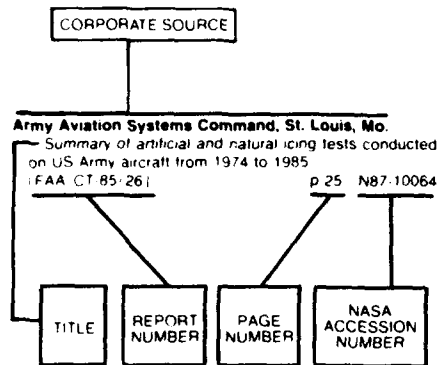 CORPORATE SOURCE
Army Aviation Systems Command, St. Louis, Mo.
Summary of artificial and natural icing tests conducted
on US Army aircraft from 1974 to 1985
[FAA-CT-85-26] p 25 N87-10064
TITLE
REPORT
NUMBER
PAGE
NUMBER
NASA
ACCESSION
NUMBER